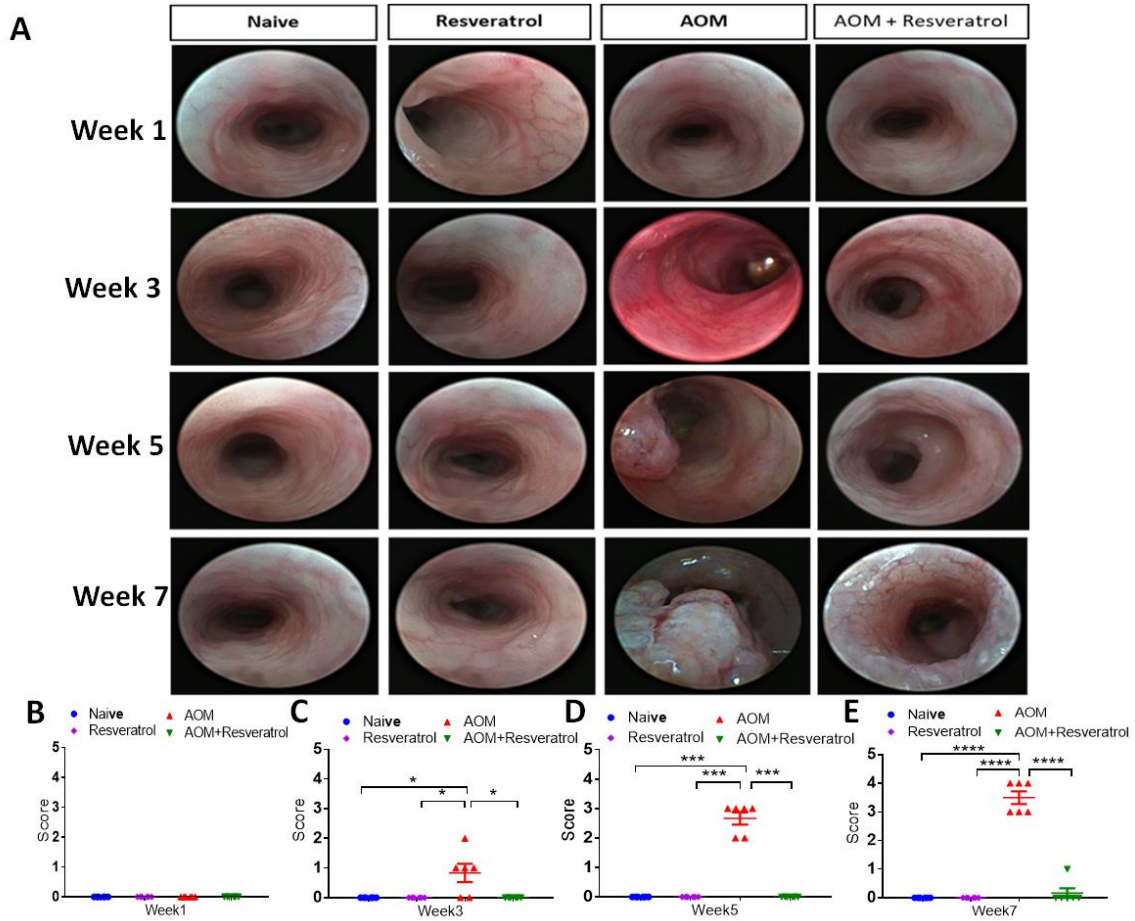 A
Naive
Resveratrol
AOM
AOM + Resveratrol
Week 1
Week 3
Week 5
Week 7
B
Naive
AOM
Resveratrol
AOM+Resveratrol
Score
5
4
3
2
1
0
Week1
C
Naive
AOM
Resveratrol
AOM+Resveratrol
Score
5
4
3
2
1
0
*
*
*
Week3
D
Naive
AOM
Resveratrol
AOM+Resveratrol
Score
5
4
3
2
1
0
***
***
***
Week5
E
Naive
AOM
Resveratrol
AOM+Resveratrol
Score
5
4
3
2
1
0
****
****
****
Week7